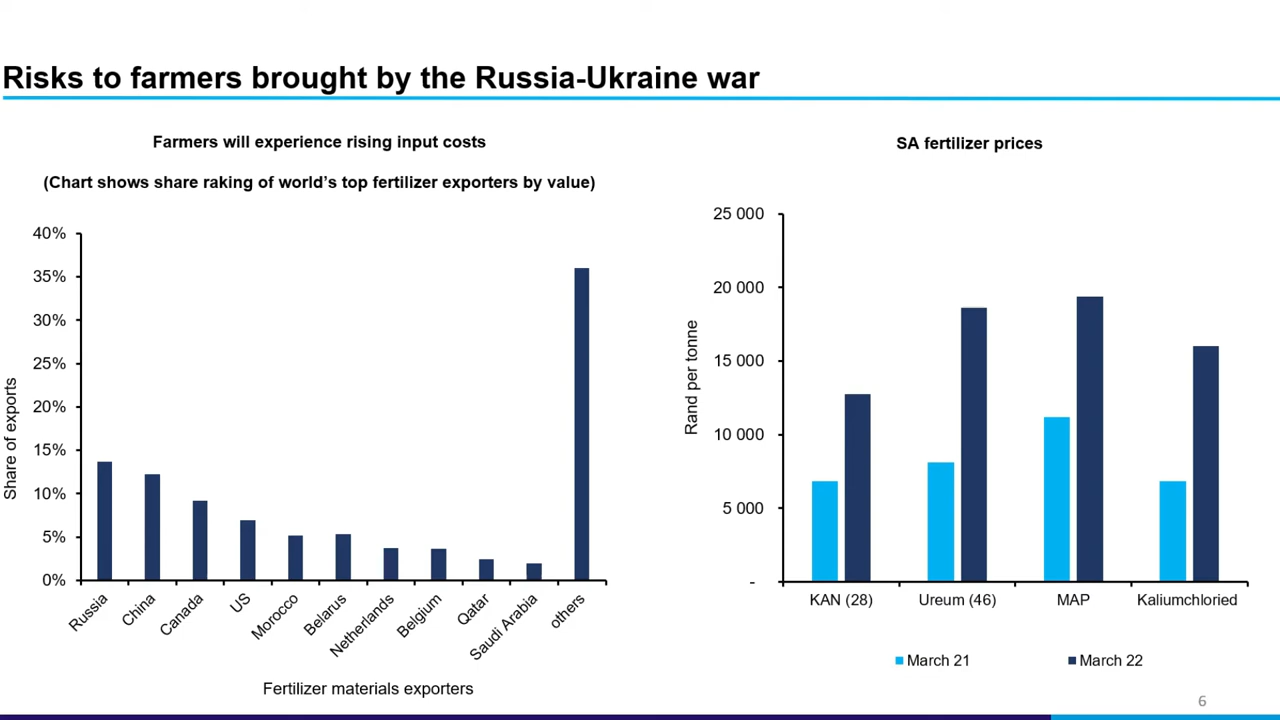 Risks to farmers brought by the Russia-Ukraine war
Farmers will experience rising input costs
(Chart shows share raking of world's top fertilizer exporters by value)
40%
35%
30%
25%
20%
15%
10%
5%
0%
Share of exports
Russia
China
Canada
US
Morocco
Belarus
Netherlands
Belgium
Qatar
Saudi Arabia
others
Fertilizer materials exporters
SA fertilizer prices
25 000
20 000
15 000
10 000
5 000
-
Rand per tonne
KAN (28)
Ureum (46)
MAP
Kaliumchloried
March 21
March 22
6